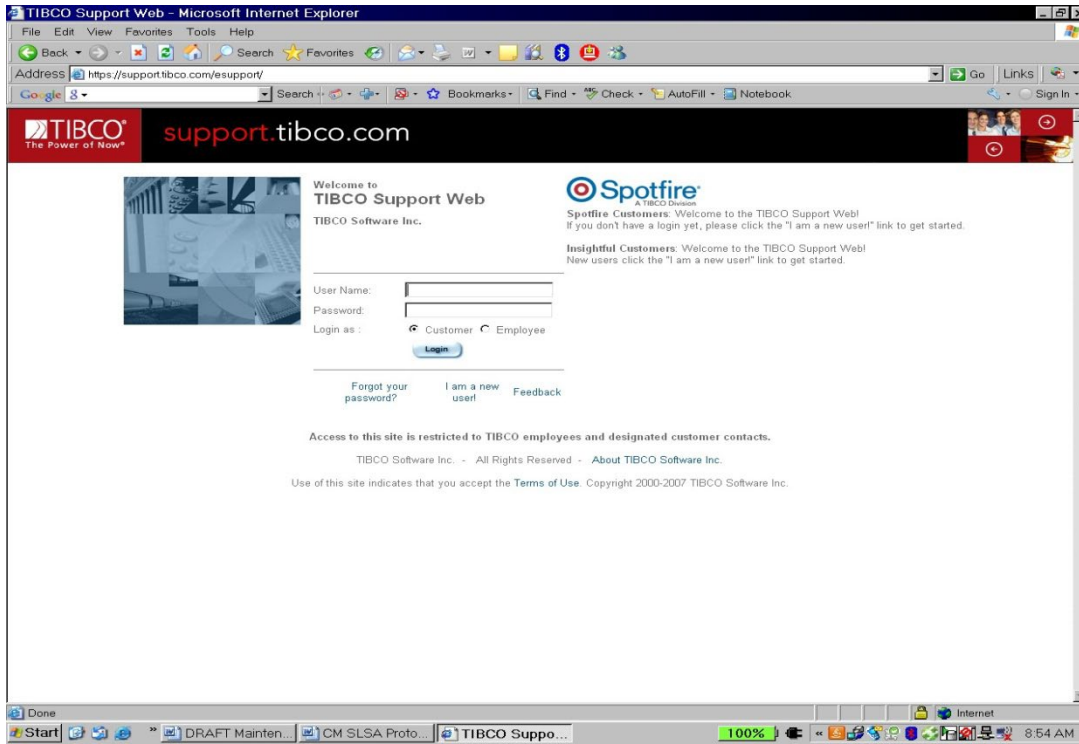 TIBCO Support Web - Microsoft Internet Explorer
File Edit View Favorites Tools Help
Back Search Favorites
Address https://support.tibco.com/esupport/ Go Links
Google Search Bookmarks Find Check AutoFill Notebook Sign In
TIBCO®
The Power of Now®
support.tibco.com
Welcome to
TIBCO Support Web
TIBCO Software Inc.
Spotfire
A TIBCO Division
Spotfire Customers: Welcome to the TIBCO Support Web!
If you don't have a login yet, please click the "I am a new user!" link to get started.
Insightful Customers: Welcome to the TIBCO Support Web!
New users click the "I am a new user!" link to get started.
User Name:
Password:
Login as : Customer Employee
Login
Forgot your password?
I am a new user!
Feedback
Access to this site is restricted to TIBCO employees and designated customer contacts.
TIBCO Software Inc. - All Rights Reserved - About TIBCO Software Inc.
Use of this site indicates that you accept the Terms of Use. Copyright 2000-2007 TIBCO Software Inc.
Done Internet
Start DRAFT Mainten... CM SLSA Proto... TIBCO Suppo... 100% 8:54 AM